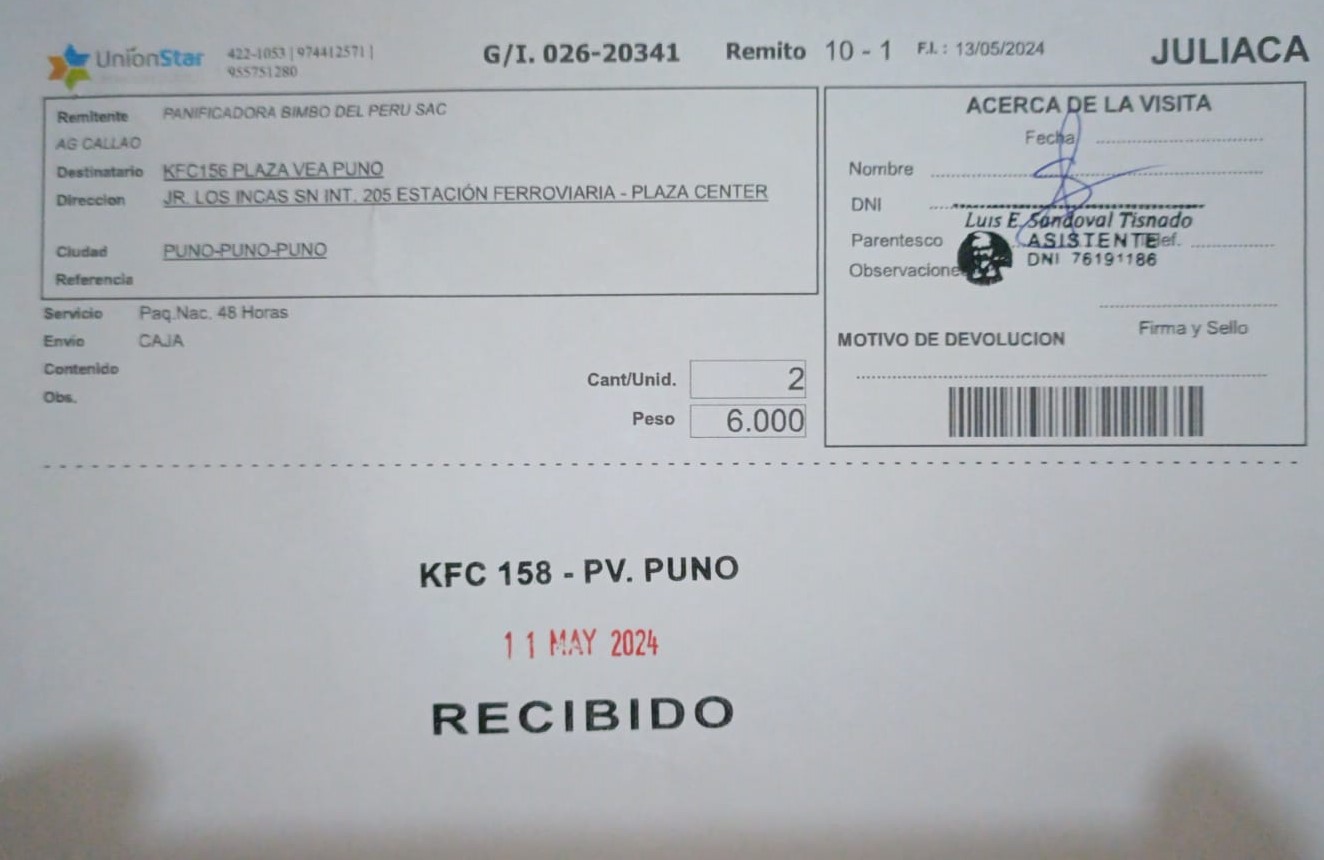 UnionStar 422-1053 | 974412571 | G/I. 026-20341 Remito 10 - 1 F.I. : 13/05/2024 JULIACA
955751280
Remitente PANIFICADORA BIMBO DEL PERU SAC
AG CALLAO
Destinatario KFC156 PLAZA VEA PUNO
Direccion JR. LOS INCAS SN INT. 205 ESTACIÓN FERROVIARIA - PLAZA CENTER
Ciudad PUNO-PUNO-PUNO
Referencia
Servicio Paq.Nac. 48 Horas
Envio CAJA
Contenido
Obs.
Cant/Unid. 2
Peso 6.000
ACERCA DE LA VISITA
Fecha
Nombre
DNI
Luis E. Sandoval Tisnado
Parentesco ASISTENTE Telef.
Observacione DNI 76191186
Firma y Sello
MOTIVO DE DEVOLUCION
KFC 158 - PV. PUNO
11 MAY 2024
RECIBIDO